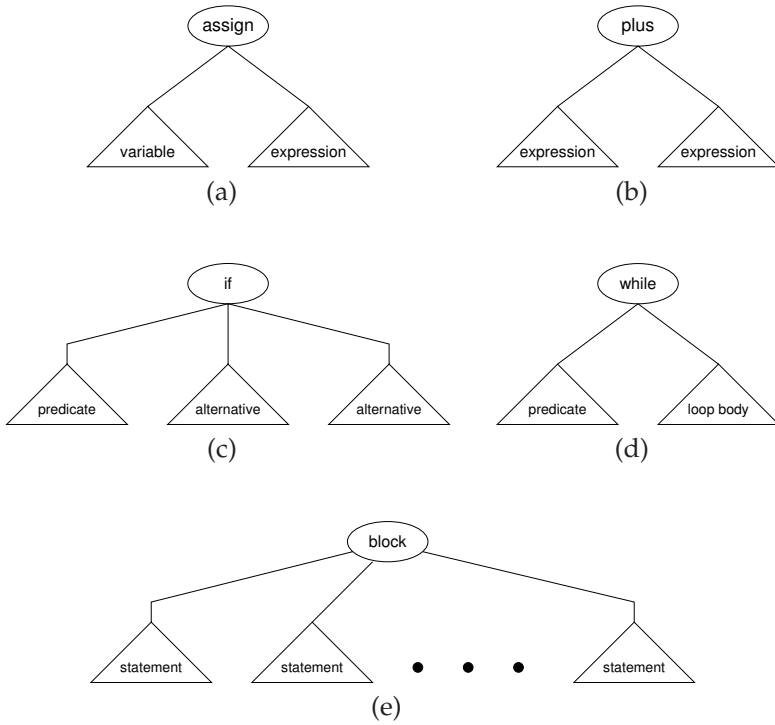 assign
plus
variable
expression
expression
expression
(a)
(b)
if
while
predicate
alternative
alternative
predicate
loop body
(c)
(d)
block
statement
statement
statement
(e)